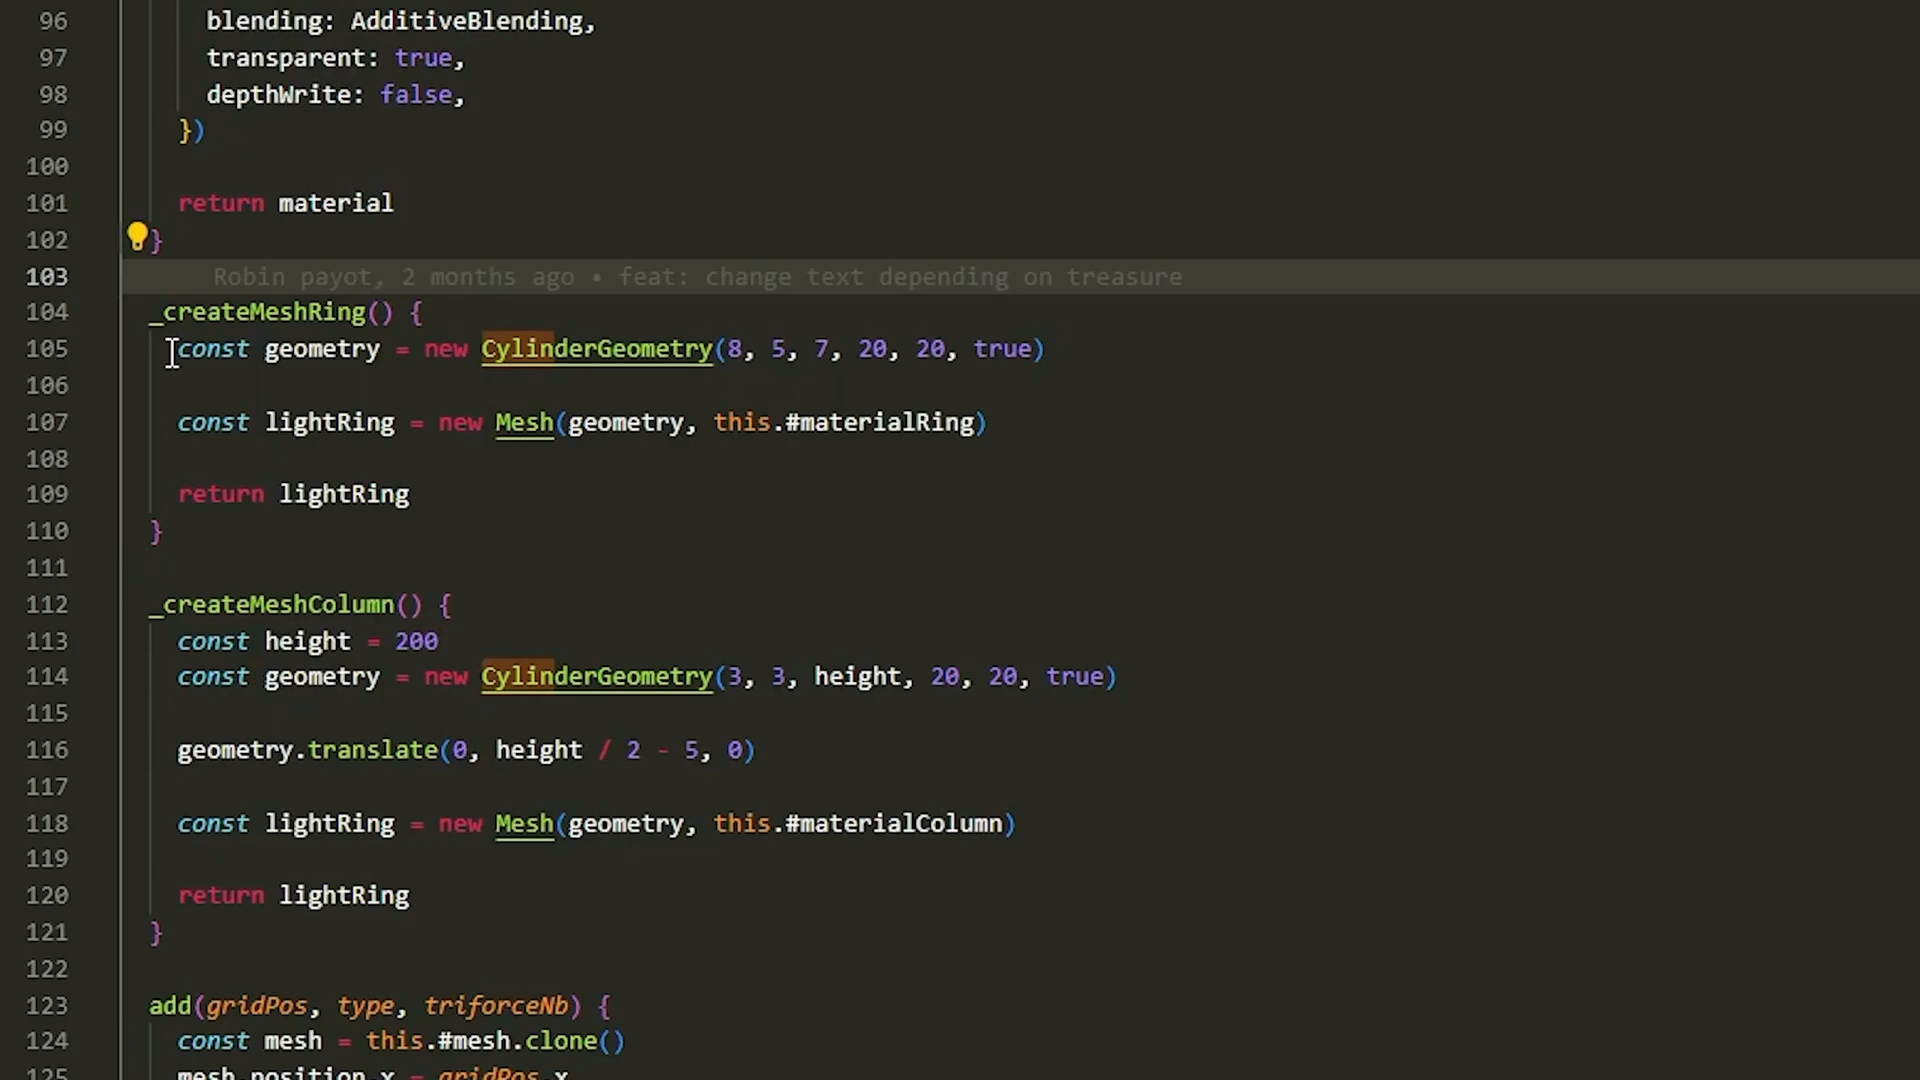 96 blending: AdditiveBlending,
97 transparent: true,
98 depthWrite: false,
99 })
100
101 return material
102 }
103 Robin payot, 2 months ago • feat: change text depending on treasure
104 _createMeshRing() {
105 const geometry = new CylinderGeometry(8, 5, 7, 20, 20, true)
106
107 const lightRing = new Mesh(geometry, this.#materialRing)
108
109 return lightRing
110 }
111
112 _createMeshColumn() {
113 const height = 200
114 const geometry = new CylinderGeometry(3, 3, height, 20, 20, true)
115
116 geometry.translate(0, height / 2 - 5, 0)
117
118 const lightRing = new Mesh(geometry, this.#materialColumn)
119
120 return lightRing
121 }
122
123 add(gridPos, type, triforceNb) {
124 const mesh = this.#mesh.clone()
125 mesh.position.x = gridPos.x